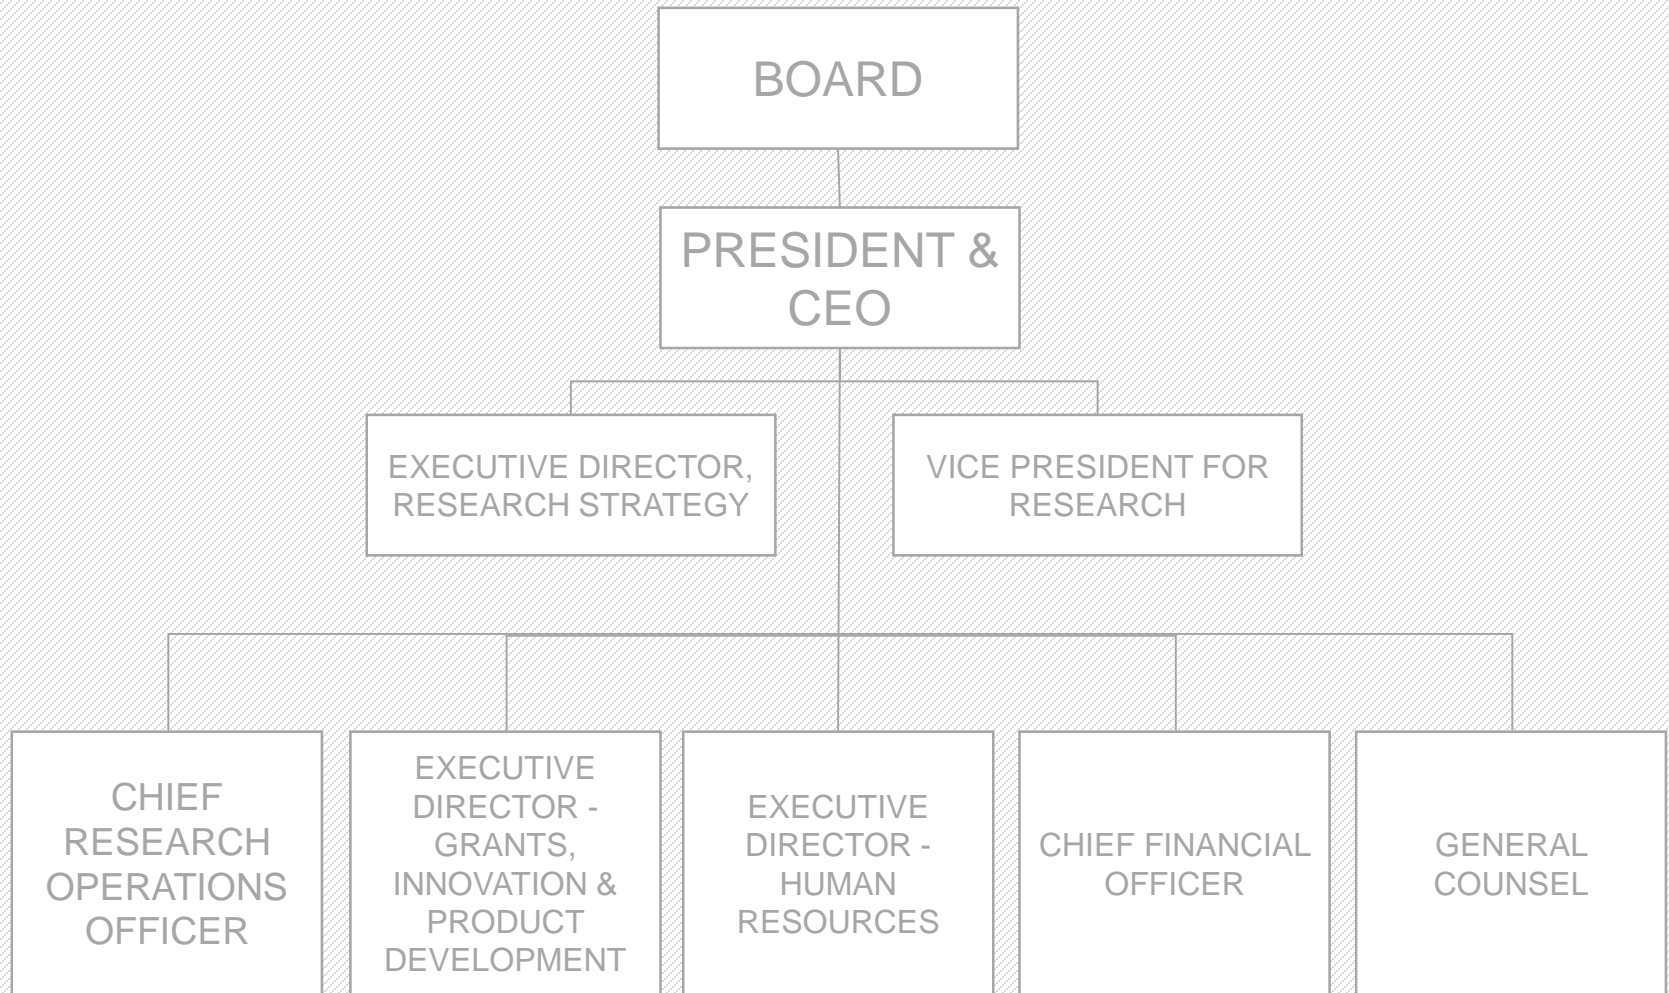 BOARD
PRESIDENT &
CEO
EXECUTIVE DIRECTOR,
RESEARCH STRATEGY
VICE PRESIDENT FOR
RESEARCH
CHIEF
RESEARCH
OPERATIONS
OFFICER
EXECUTIVE
DIRECTOR -
GRANTS,
INNOVATION &
PRODUCT
DEVELOPMENT
EXECUTIVE
DIRECTOR -
HUMAN
RESOURCES
CHIEF FINANCIAL
OFFICER
GENERAL
COUNSEL